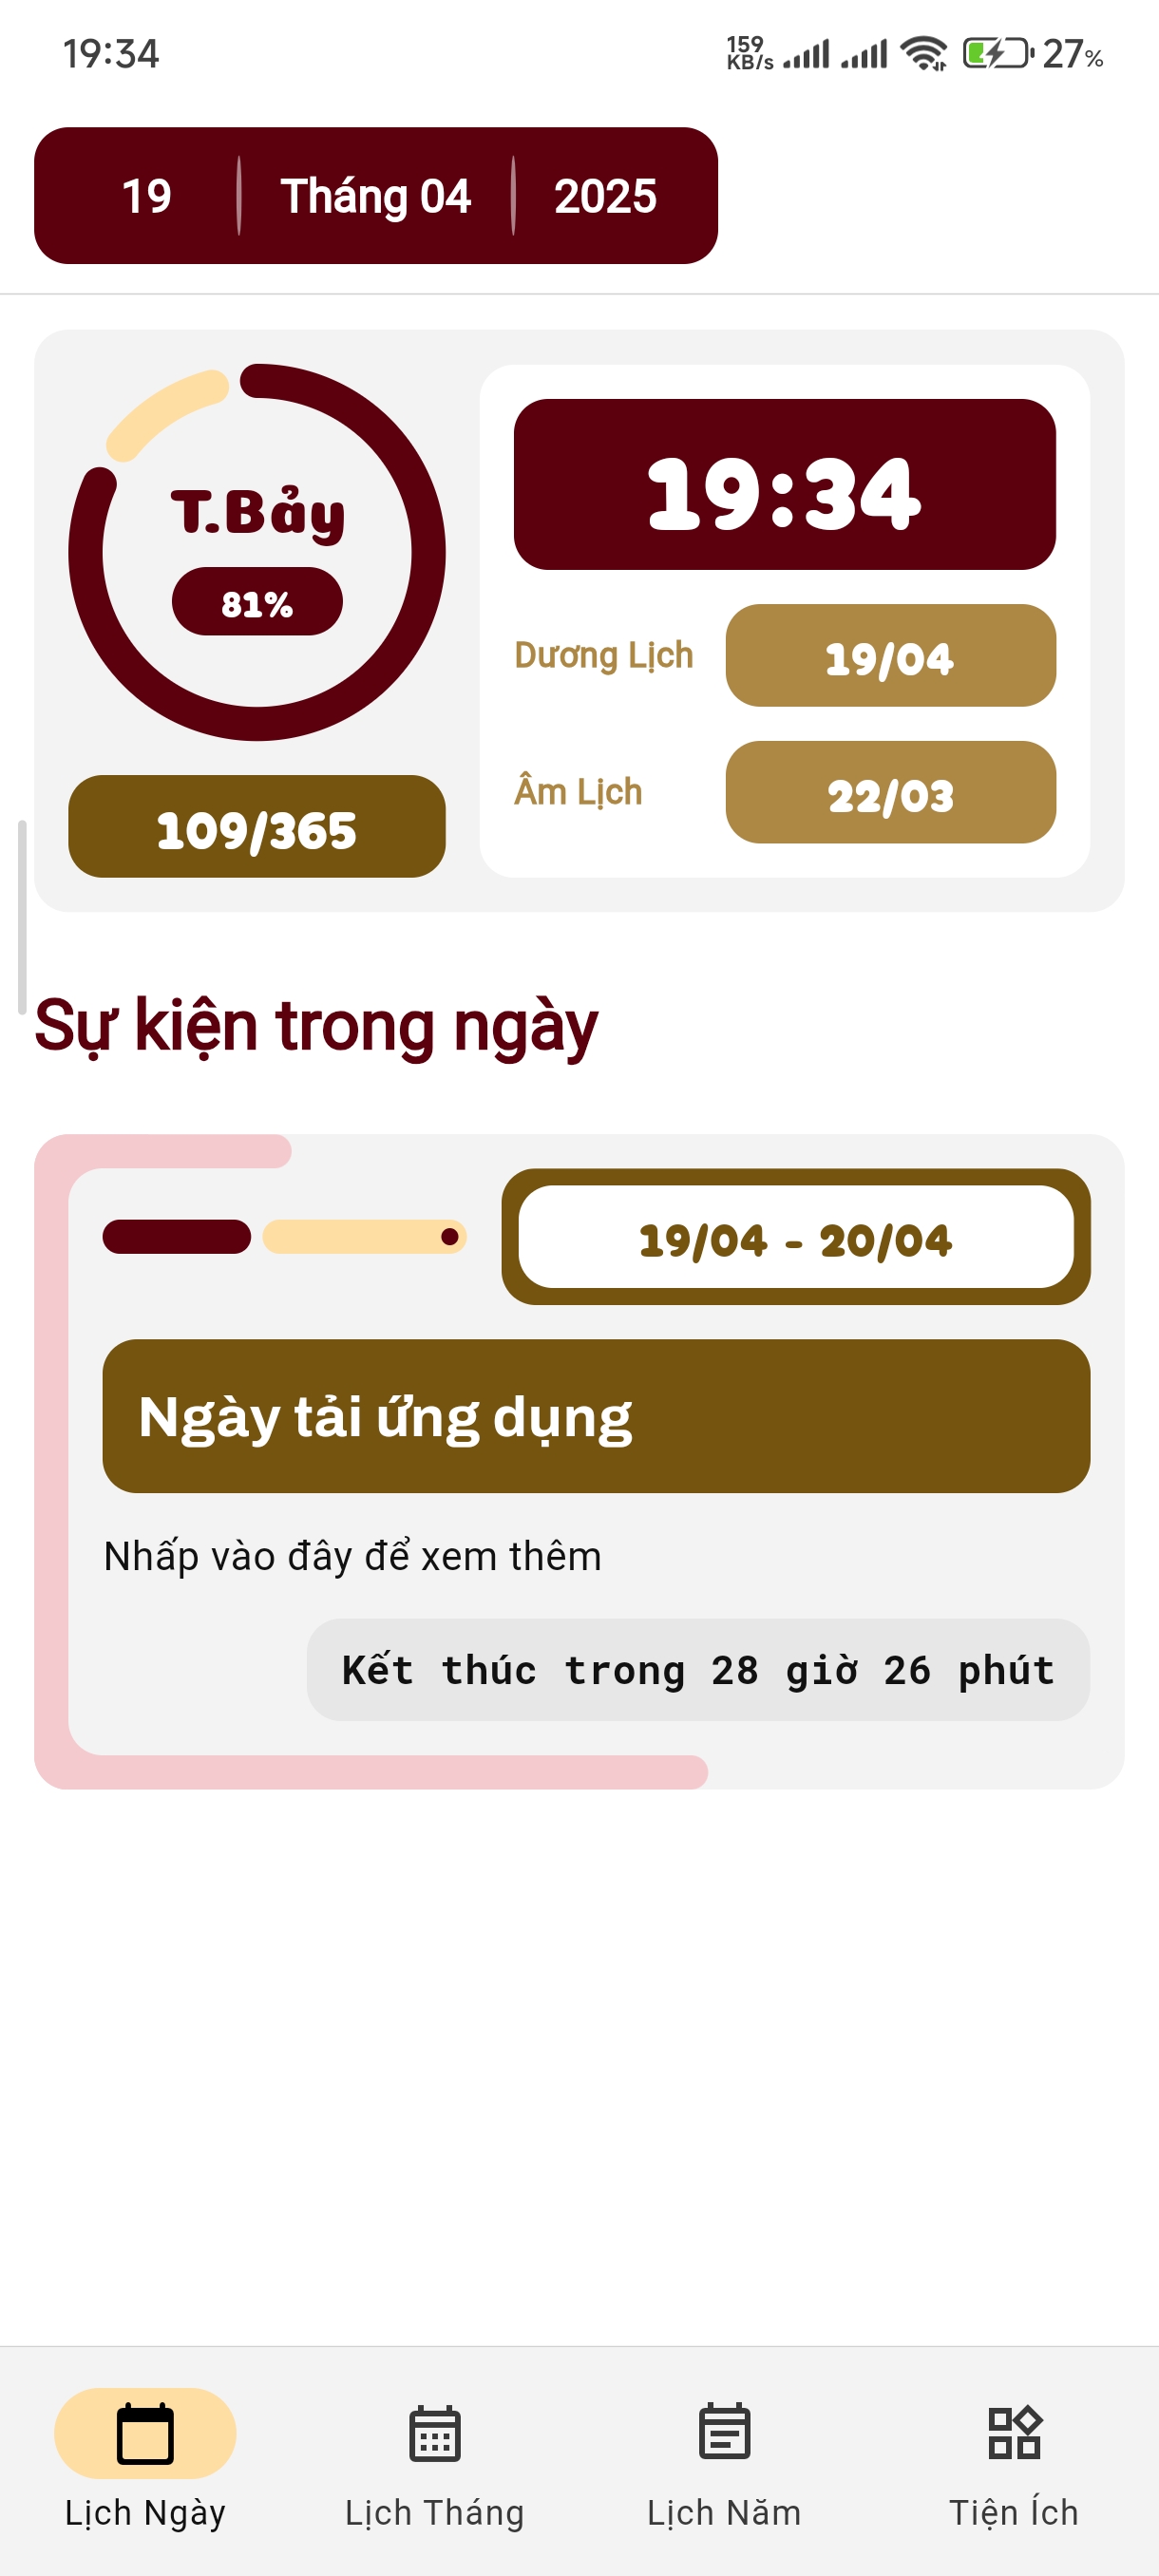 19:34
159 KB/s
27%
19
Tháng 04
2025
T.Bảy
81%
109/365
19:34
Dương Lịch
19/04
Âm Lịch
22/03
Sự kiện trong ngày
19/04 - 20/04
Ngày tải ứng dụng
Nhấp vào đây để xem thêm
Kết thúc trong 28 giờ 26 phút
Lịch Ngày
Lịch Tháng
Lịch Năm
Tiện Ích